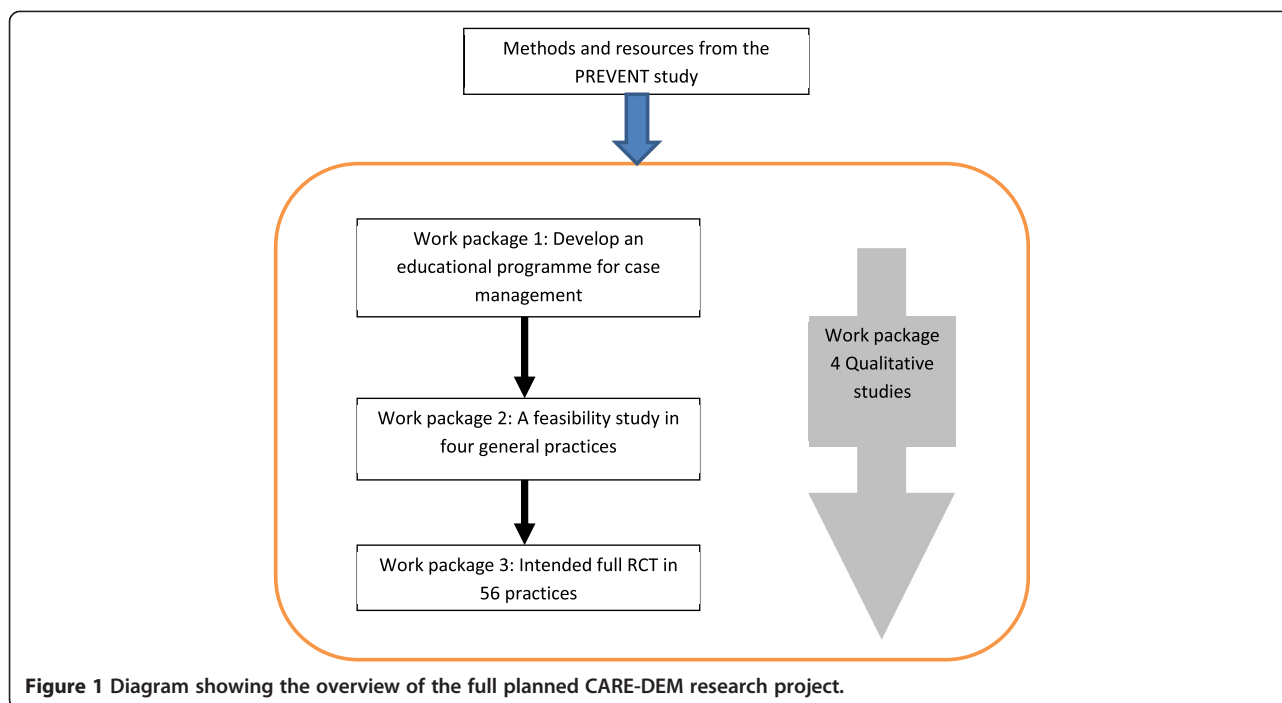 Methods and resources from the
PREVENT study
Work package 1: Develop an
educational programme for case
management
Work package 2: A feasibility study in
four general practices
Work package 3: Intended full RCT in
56 practices
Work package
4 Qualitative
studies
Figure 1 Diagram showing the overview of the full planned CARE-DEM research project.